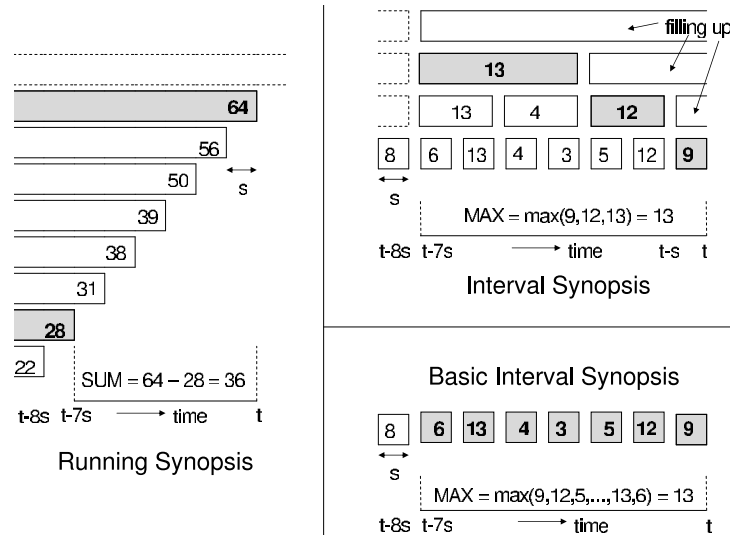 64
56
s
50
39
38
31
28
22
SUM = 64 – 28 = 36
t-8s t-7s time t
Running Synopsis
filling up
13
13 4 12
8 6 13 4 3 5 12 9
s
MAX = max(9,12,13) = 13
t-8s t-7s time t-s t
Interval Synopsis
Basic Interval Synopsis
8 6 13 4 3 5 12 9
s
MAX = max(9,12,5,...,13,6) = 13
t-8s t-7s time t